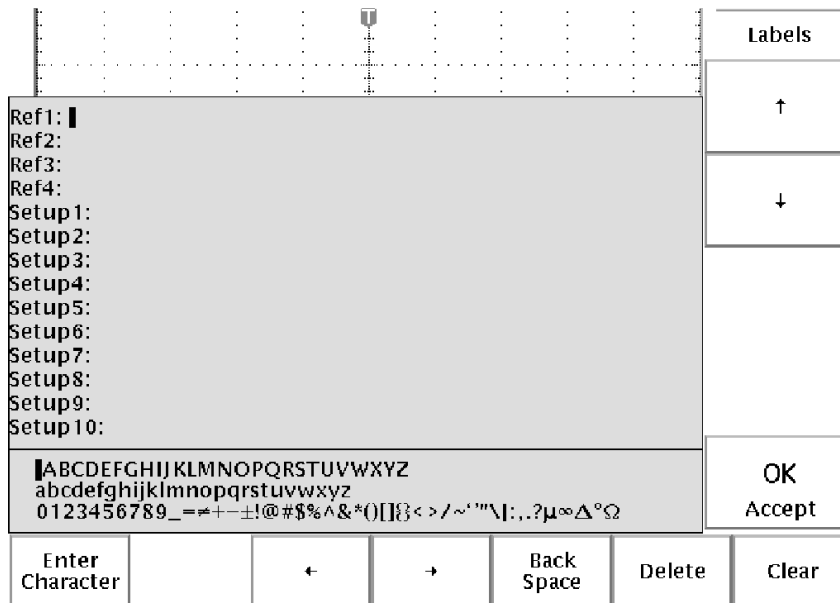 T
Labels
↑
Ref1:
Ref2:
Ref3:
Ref4:
↓
Setup1:
Setup2:
Setup3:
Setup4:
Setup5:
Setup6:
Setup7:
Setup8:
Setup9:
Setup10:
ABCDEFGHIJKLMNOPQRSTUVWXYZ
abcdefghijklmnopqrstuvwxyz
0123456789_=≠+−±!@#$%^&*()[]{}<>/~‘’"\|:,.?µ∞Δ°Ω
OK
Accept
Enter
Character
←
→
Back
Space
Delete
Clear